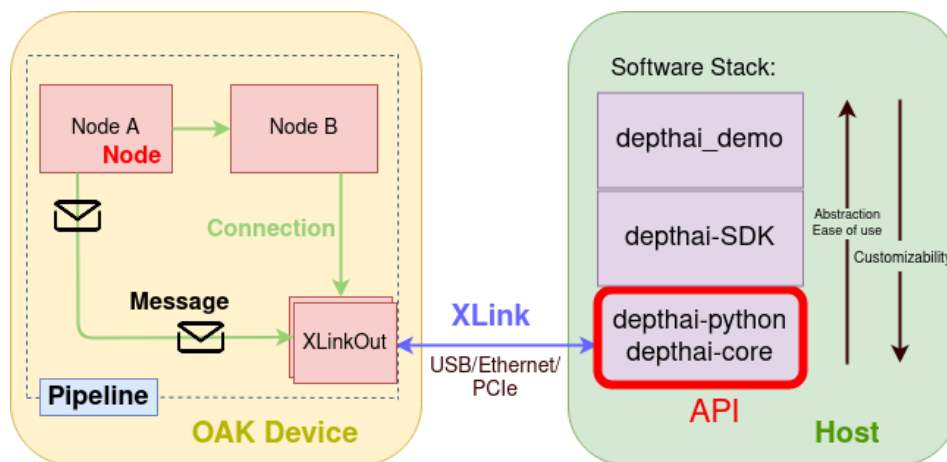 Node A
Node
Node B
Connection
Message
XLinkOut
Pipeline
OAK Device
XLink
USB/Ethernet/
PCIe
Software Stack:
depthai_demo
depthai-SDK
depthai-python
depthai-core
API
Host
Abstraction
Ease of use
Customizability